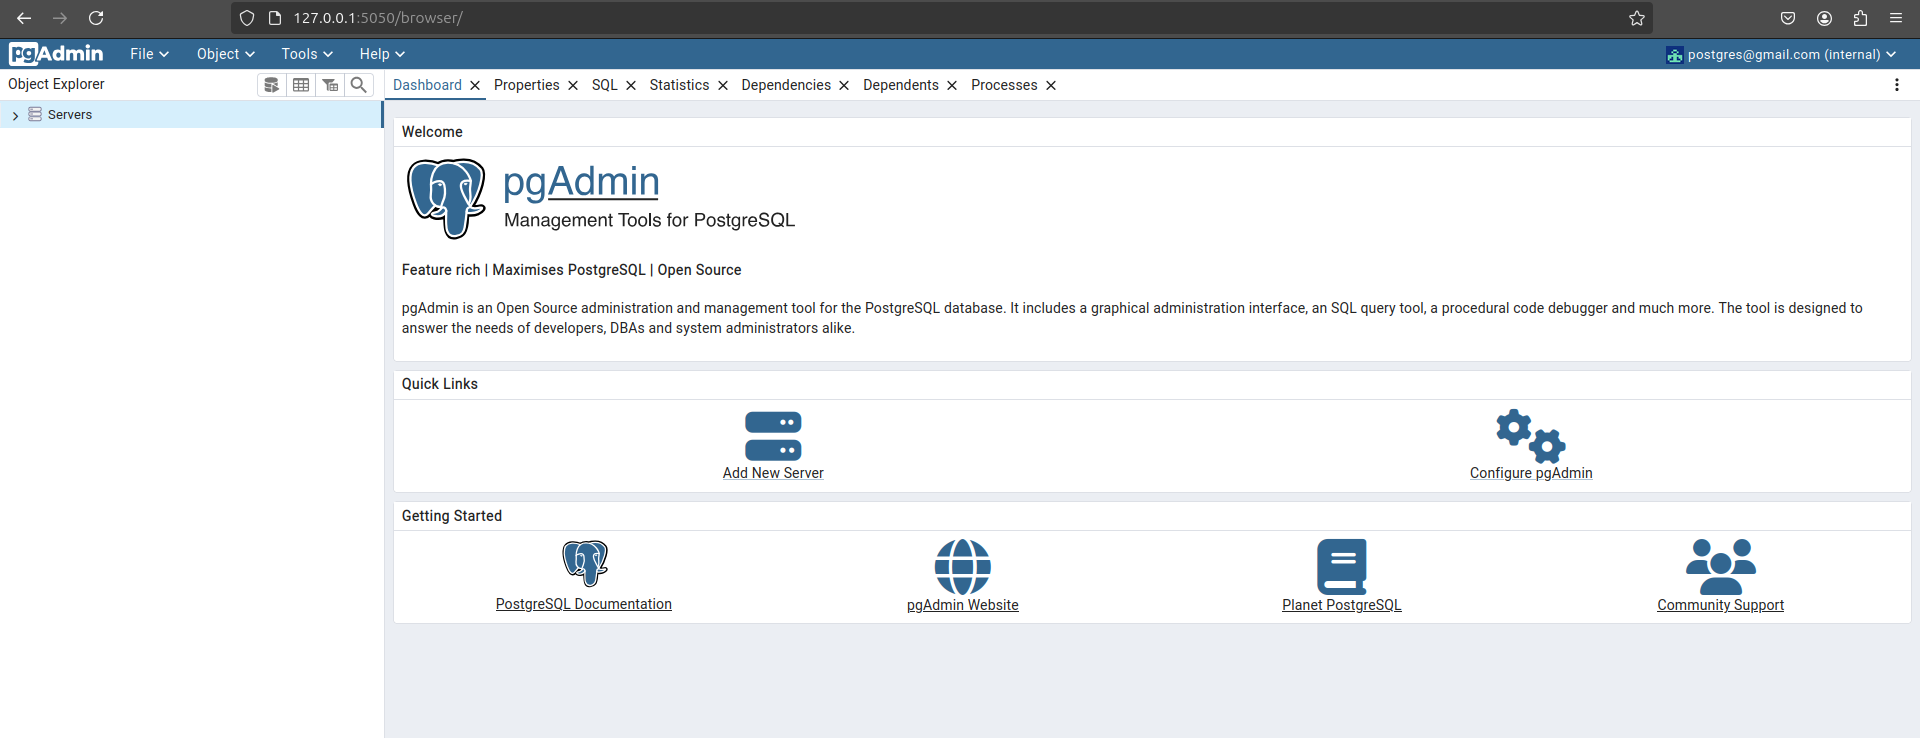 127.0.0.1:5050/browser/
pgAdmin File Object Tools Help postgres@gmail.com (internal)
Object Explorer Dashboard Properties SQL Statistics Dependencies Dependents Processes
Servers
Welcome
pgAdmin
Management Tools for PostgreSQL
Feature rich | Maximises PostgreSQL | Open Source
pgAdmin is an Open Source administration and management tool for the PostgreSQL database. It includes a graphical administration interface, an SQL query tool, a procedural code debugger and much more. The tool is designed to
answer the needs of developers, DBAs and system administrators alike.
Quick Links
Add New Server Configure pgAdmin
Getting Started
PostgreSQL Documentation pgAdmin Website Planet PostgreSQL Community Support